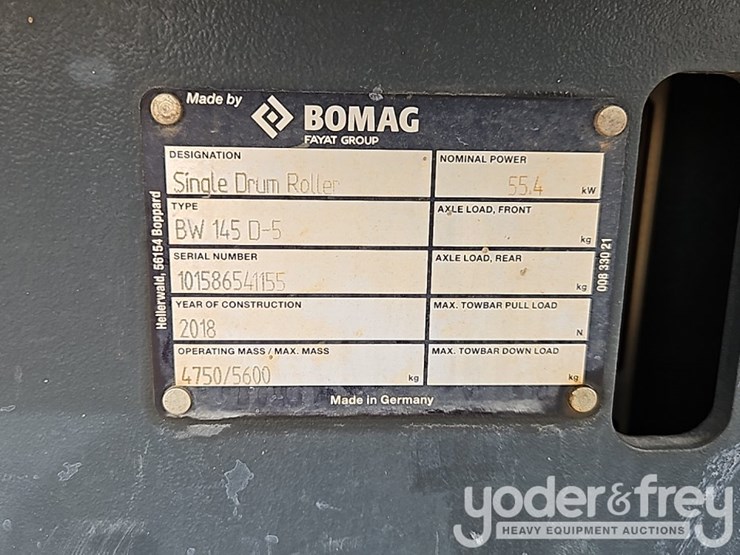 Made by
BOMAG
FAYAT GROUP
DESIGNATION
Single Drum Roller
NOMINAL POWER
55.4 kW
TYPE
BW 145 D-5
AXLE LOAD, FRONT
kg
SERIAL NUMBER
101586541155
AXLE LOAD, REAR
kg
YEAR OF CONSTRUCTION
2018
MAX. TOWBAR PULL LOAD
N
OPERATING MASS / MAX. MASS
4750/5600 kg
MAX. TOWBAR DOWN LOAD
kg
Hellerwald, 56154 Boppard
008 330 21
Made in Germany
yoder&frey
HEAVY EQUIPMENT AUCTIONS